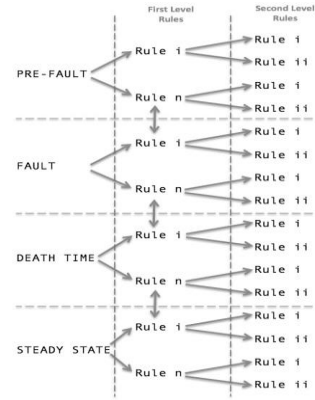 First Level
Rules
Second Level
Rules
PRE-FAULT
Rule i
Rule n
Rule i
Rule ii
Rule i
Rule ii
FAULT
Rule i
Rule n
Rule i
Rule ii
Rule i
Rule ii
DEATH TIME
Rule i
Rule n
Rule i
Rule ii
Rule i
Rule ii
STEADY STATE
Rule i
Rule n
Rule i
Rule ii
Rule i
Rule ii